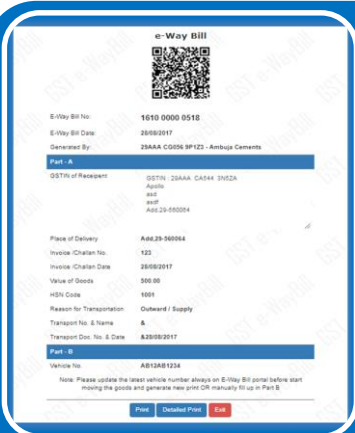 e-Way Bill
E-Way Bill No: 1610 0000 0518
E-Way Bill Date: 20/09/2017
Generated By: 29AAA CG056 9P1Z3 - Ambuja Cements
Part - A
GSTIN of Receipent GSTIN : 29AAA CA544 3N5ZA
Apollo
asd
asdf
Add,29-560064
Place of Delivery Add,29-560064
Invoice /Challan No. 123
Invoice /Challan Date 20/09/2017
Value of Goods 500.00
HSN Code 1001
Reason for Transportation Outward / Supply
Transport No. & Name &
Transport Doc. No. & Date &20/09/2017
Part - B
Vehicle No. AB12AB1234
Note: Please update the latest vehicle number always on E-Way Bill portal before start
moving the goods and generate new print OR manually fill up in Part B
Print Detailed Print Exit